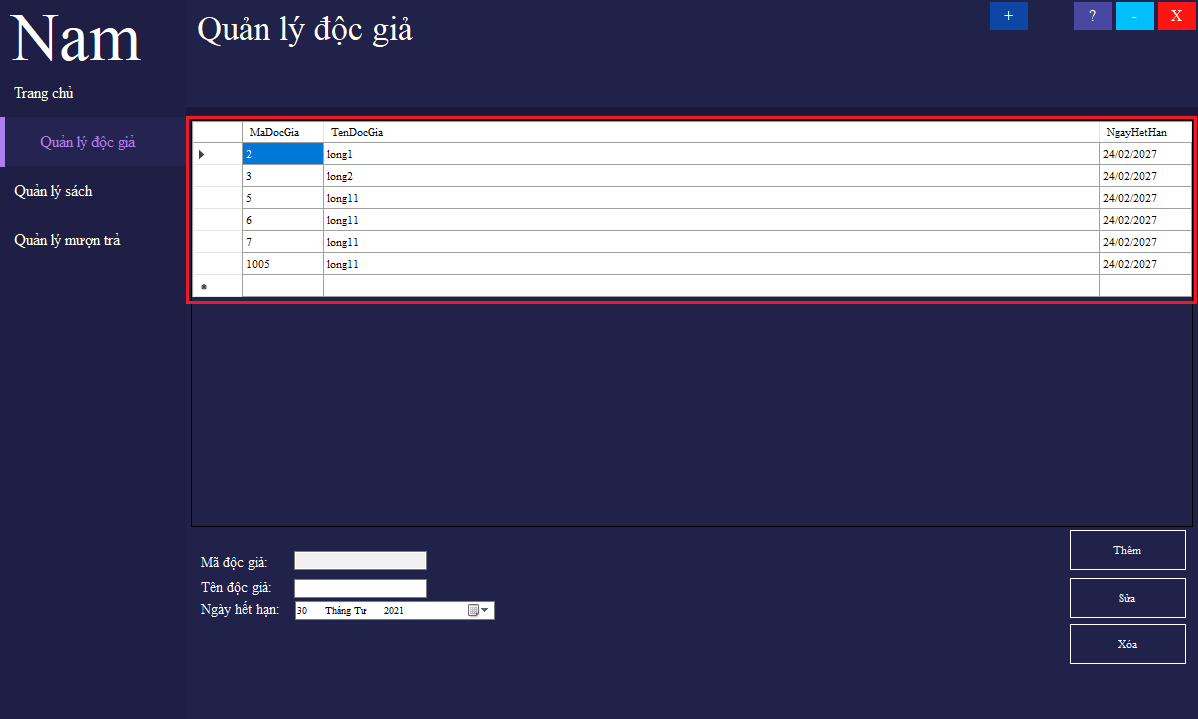 Nam
Quản lý độc giả
+ ? - X
Trang chủ
Quản lý độc giả
Quản lý sách
Quản lý mượn trả
MaDocGia TenDocGia NgayHetHan
2 long1 24/02/2027
3 long2 24/02/2027
5 long11 24/02/2027
6 long11 24/02/2027
7 long11 24/02/2027
1005 long11 24/02/2027
Mã độc giả:
Tên độc giả:
Ngày hết hạn: 30 Tháng Tư 2021
Thêm
Sửa
Xóa